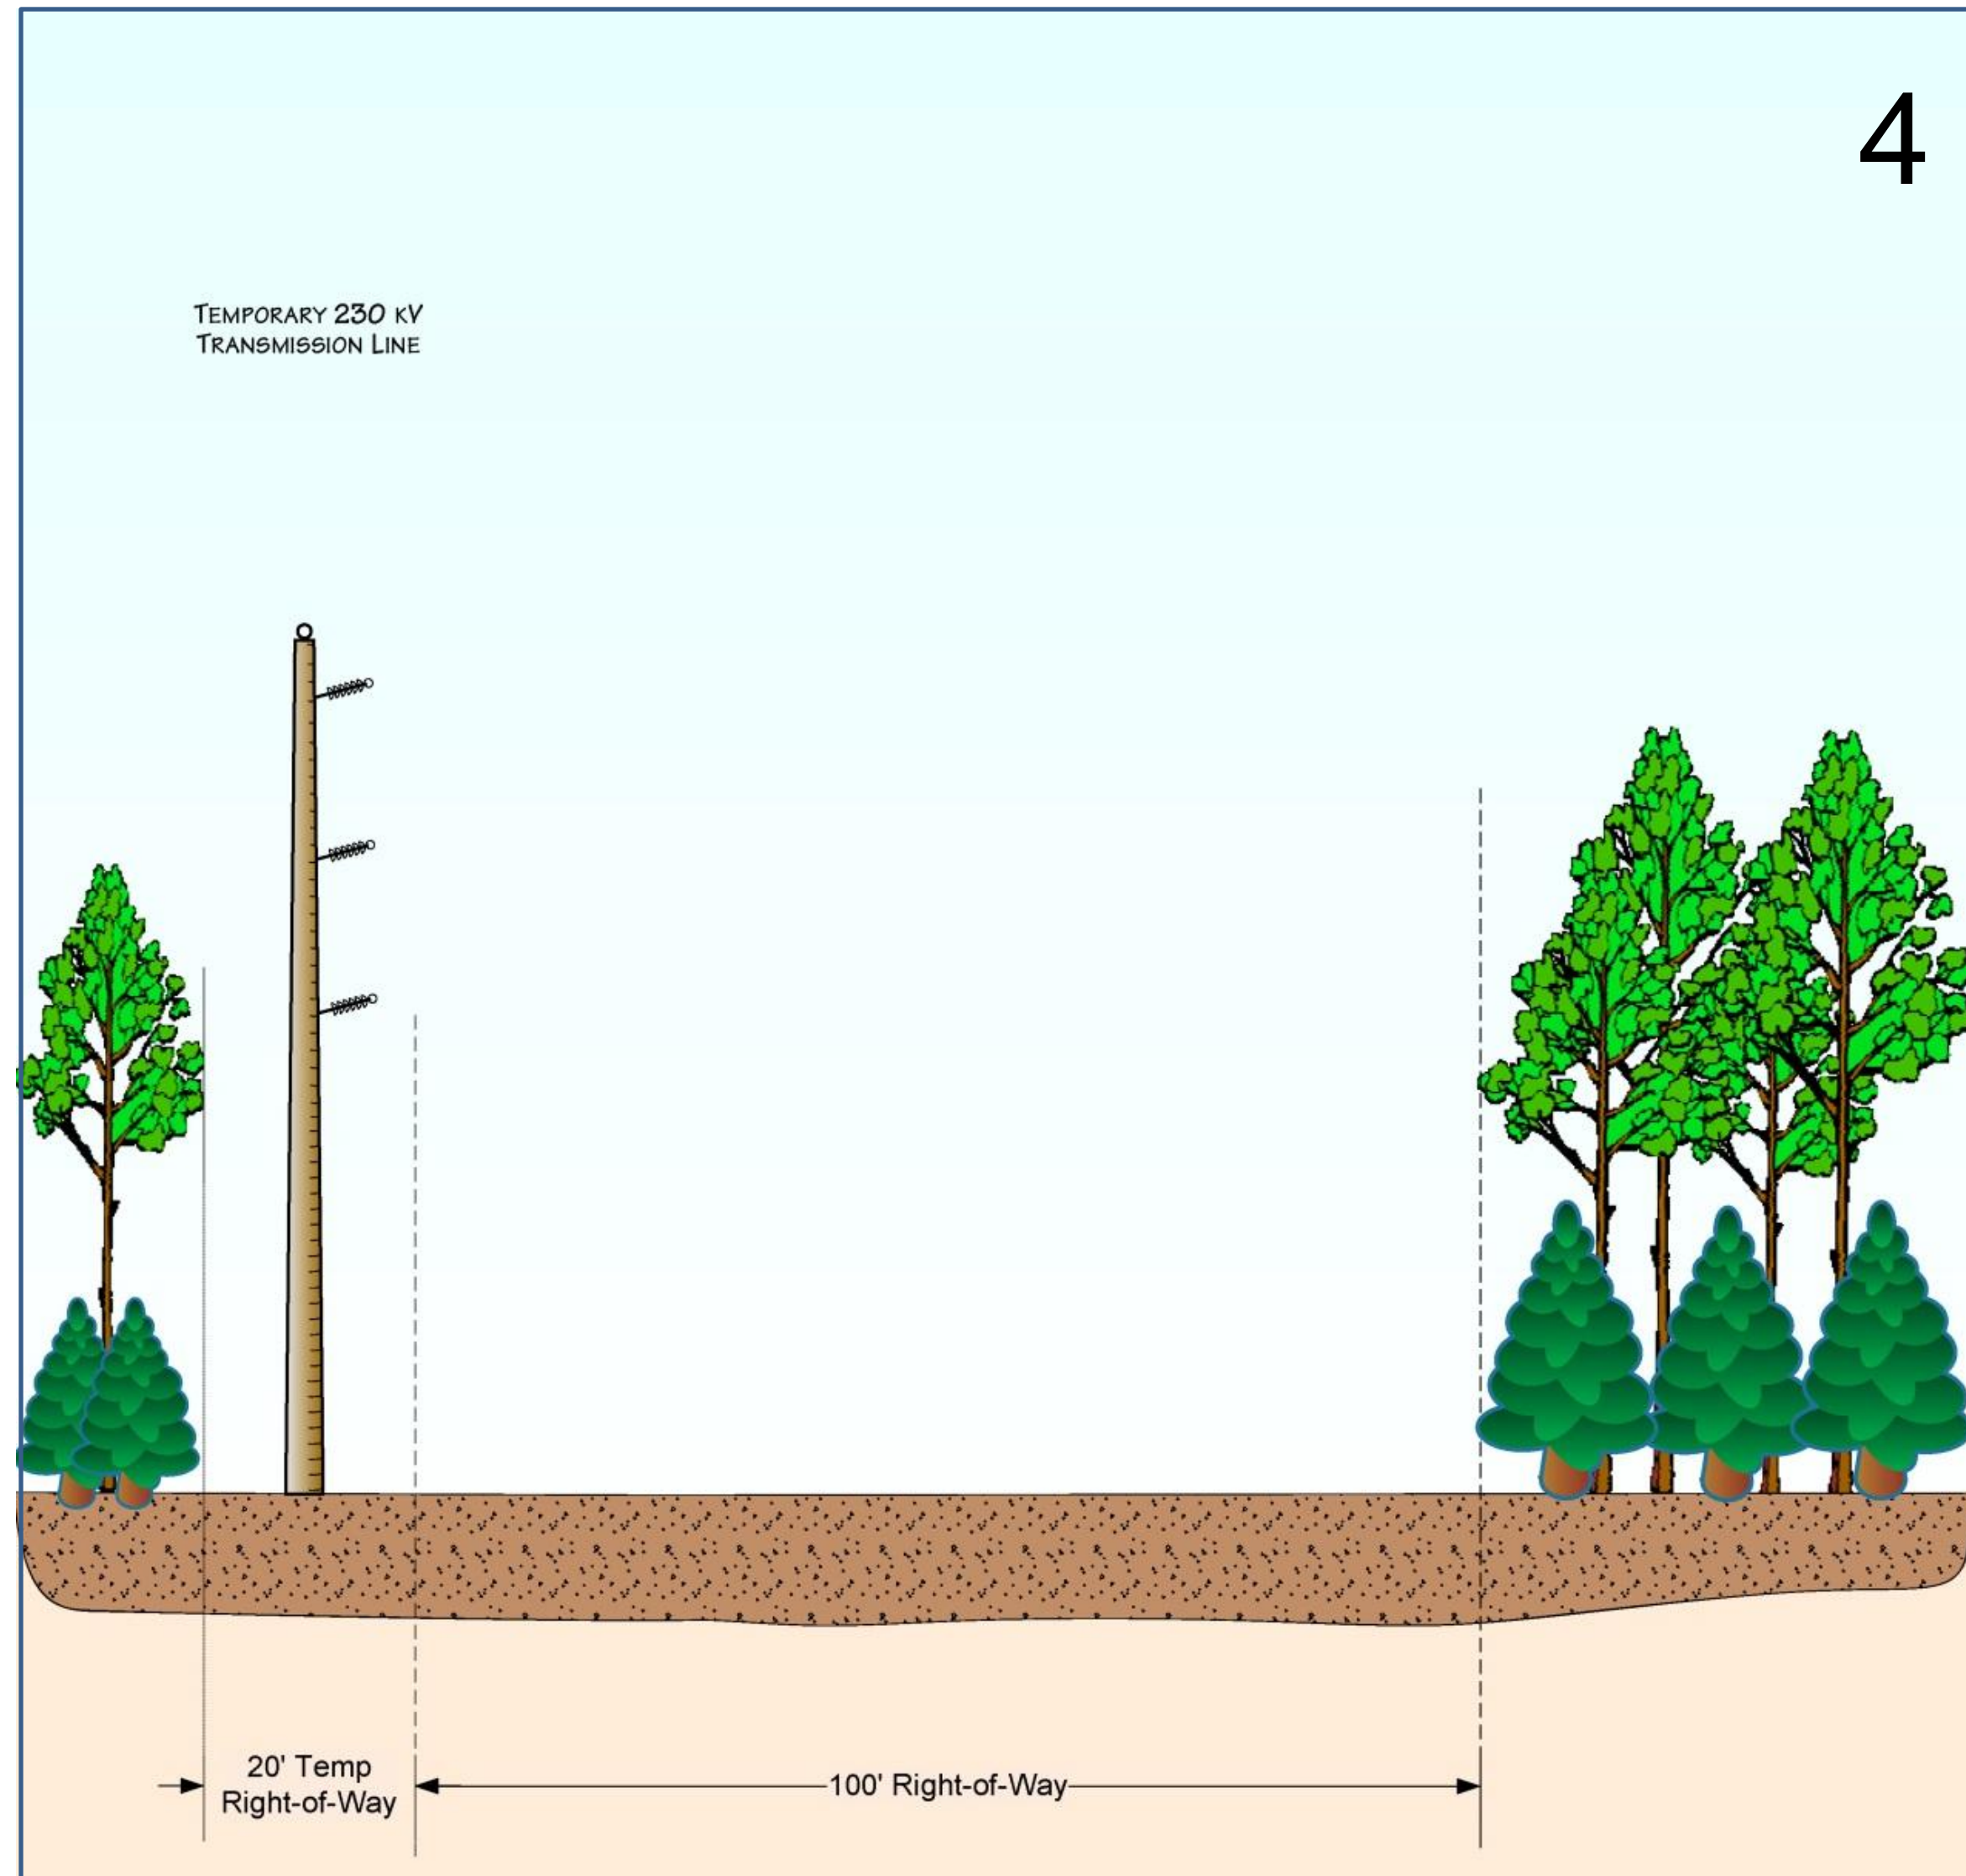 4
TEMPORARY 230 KV
TRANSMISSION LINE
20' Temp
Right-of-Way
100' Right-of-Way